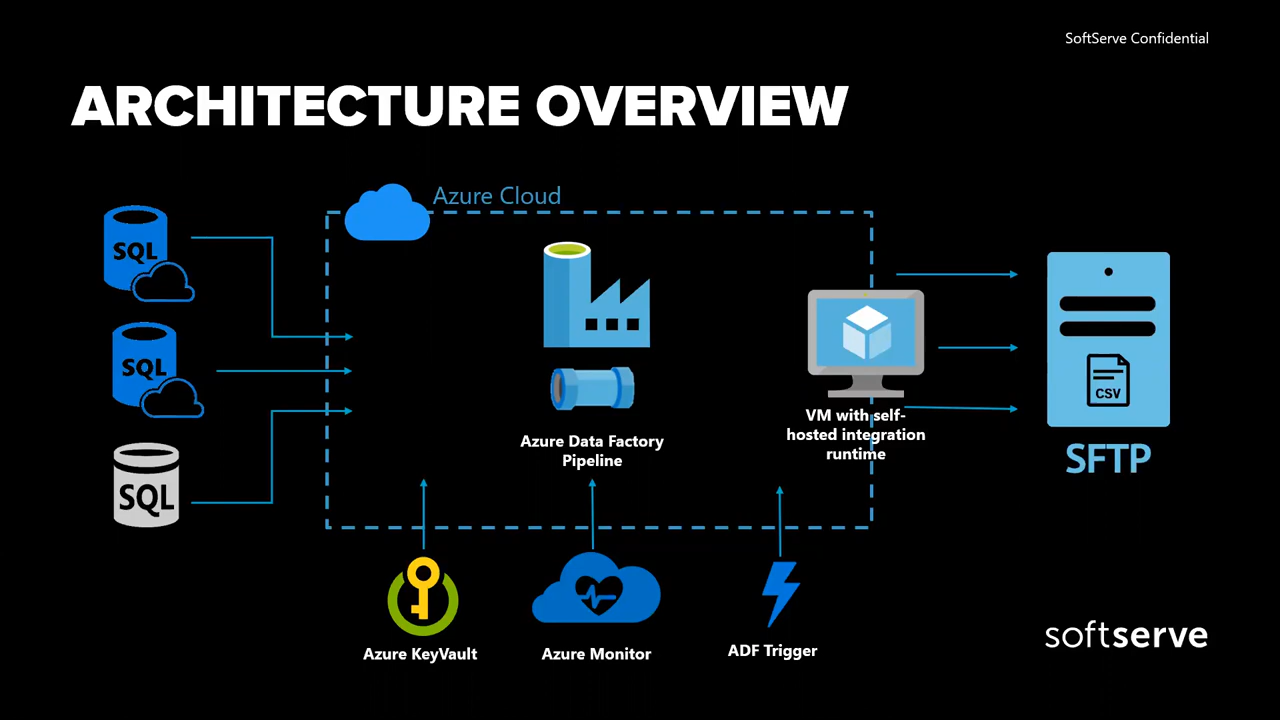 SoftServe Confidential
ARCHITECTURE OVERVIEW
Azure Cloud
SQL
SQL
SQL
Azure Data Factory
Pipeline
VM with self-
hosted integration
runtime
CSV
SFTP
Azure KeyVault
Azure Monitor
ADF Trigger
softserve